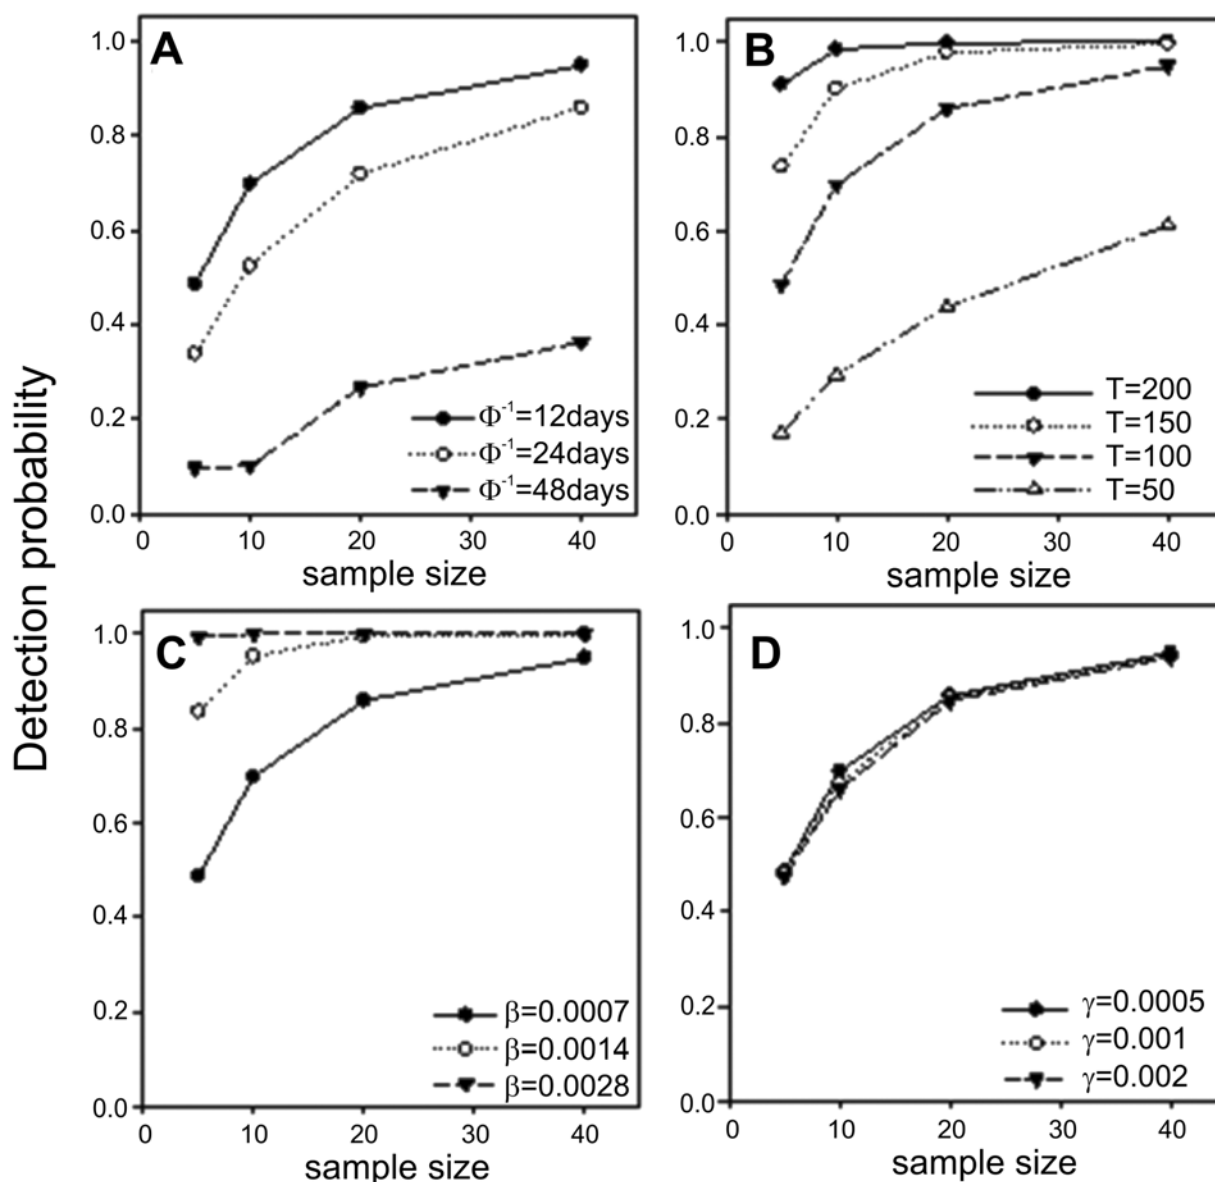 Detection probability
A
1.0
0.8
0.6
0.4
0.2
0.0
Φ⁻¹=12days
Φ⁻¹=24days
Φ⁻¹=48days
0 10 20 30 40
sample size
B
1.0
0.8
0.6
0.4
0.2
0.0
T=200
T=150
T=100
T=50
0 10 20 30 40
sample size
C
1.0
0.8
0.6
0.4
0.2
0.0
β=0.0007
β=0.0014
β=0.0028
0 10 20 30 40
sample size
D
1.0
0.8
0.6
0.4
0.2
0.0
γ=0.0005
γ=0.001
γ=0.002
0 10 20 30 40
sample size